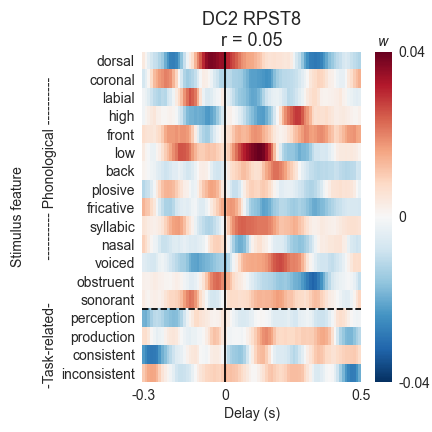 DC2 RPST8
r = 0.05
w
dorsal
coronal
labial
high
front
low
back
plosive
fricative
syllabic
nasal
voiced
obstruent
sonorant
perception
production
consistent
inconsistent
Stimulus feature
---------- Phonological ----------
-Task-related-
0.04
0
-0.04
-0.3
0
0.5
Delay (s)